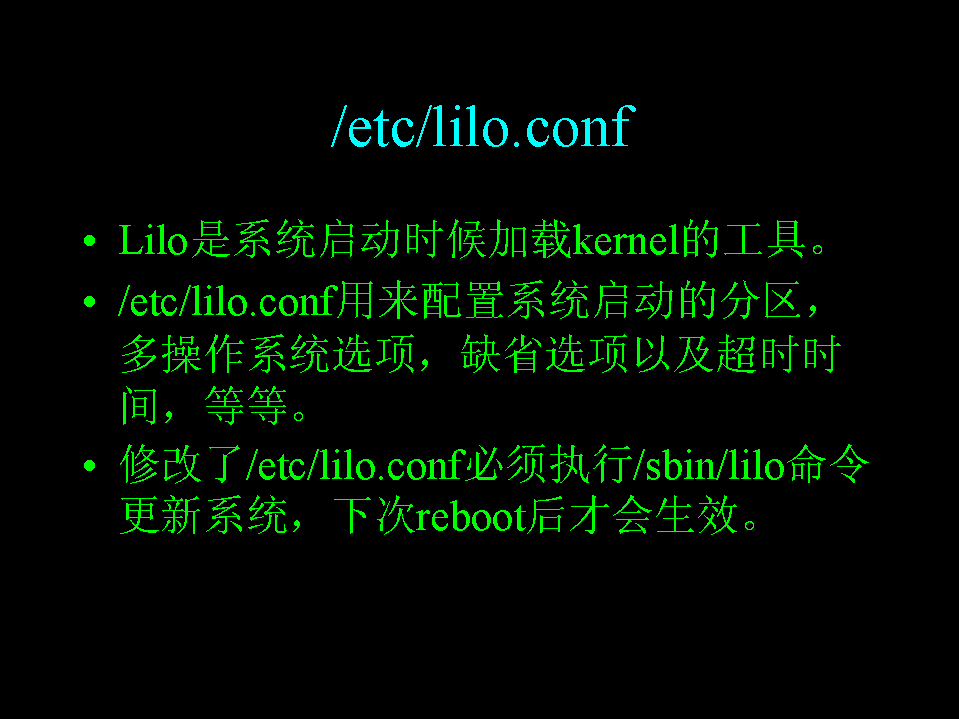 /etc/lilo.conf
• Lilo是系统启动时候加载kernel的工具。
• /etc/lilo.conf用来配置系统启动的分区，
多操作系统选项，缺省选项以及超时时
间，等等。
• 修改了/etc/lilo.conf必须执行/sbin/lilo命令
更新系统，下次reboot后才会生效。